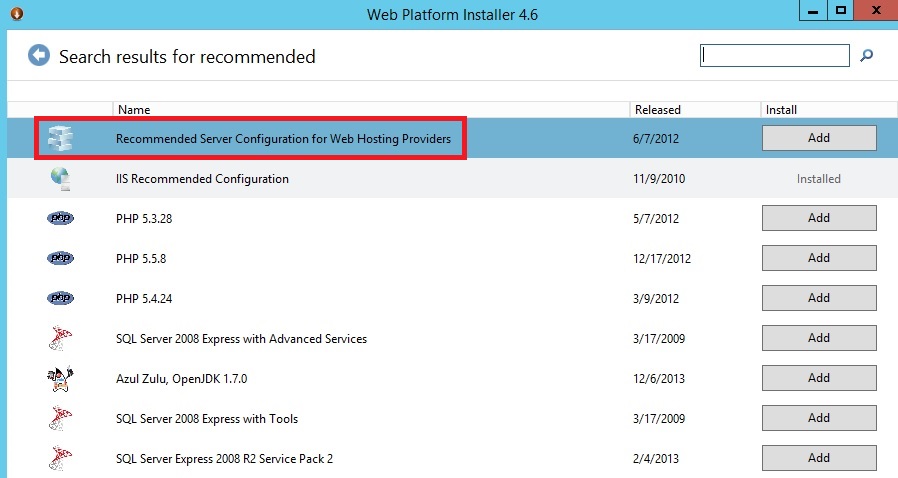 Web Platform Installer 4.6
Search results for recommended
Name Released Install
Recommended Server Configuration for Web Hosting Providers 6/7/2012 Add
IIS Recommended Configuration 11/9/2010 Installed
php PHP 5.3.28 5/7/2012 Add
php PHP 5.5.8 12/17/2012 Add
php PHP 5.4.24 3/9/2012 Add
SQL Server 2008 Express with Advanced Services 3/17/2009 Add
Azul Zulu, OpenJDK 1.7.0 12/6/2013 Add
SQL Server 2008 Express with Tools 3/17/2009 Add
SQL Server Express 2008 R2 Service Pack 2 2/4/2013 Add